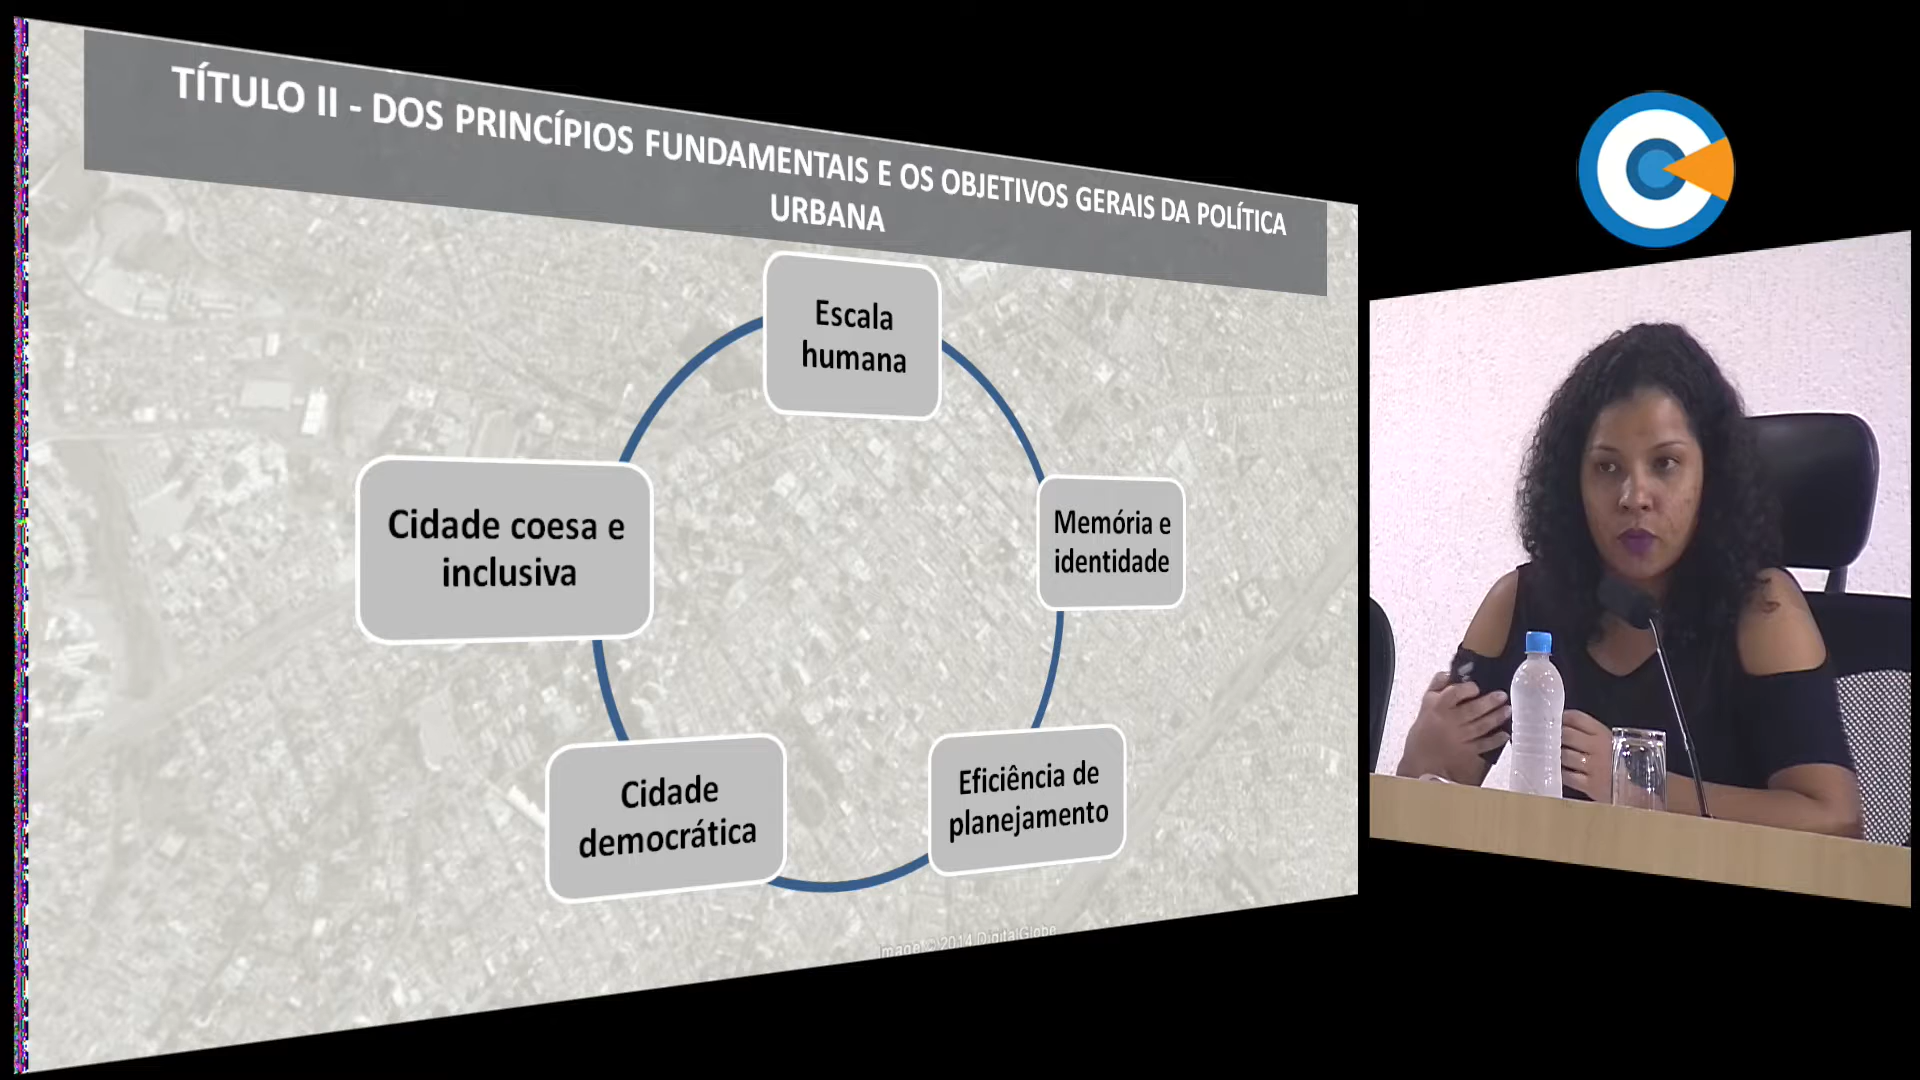 TÍTULO II - DOS PRINCÍPIOS FUNDAMENTAIS E OS OBJETIVOS GERAIS DA POLÍTICA
URBANA
Escala
humana
Memória e
identidade
Eficiência de
planejamento
Cidade
democrática
Cidade coesa e
inclusiva
Image © 2014 DigitalGlobe